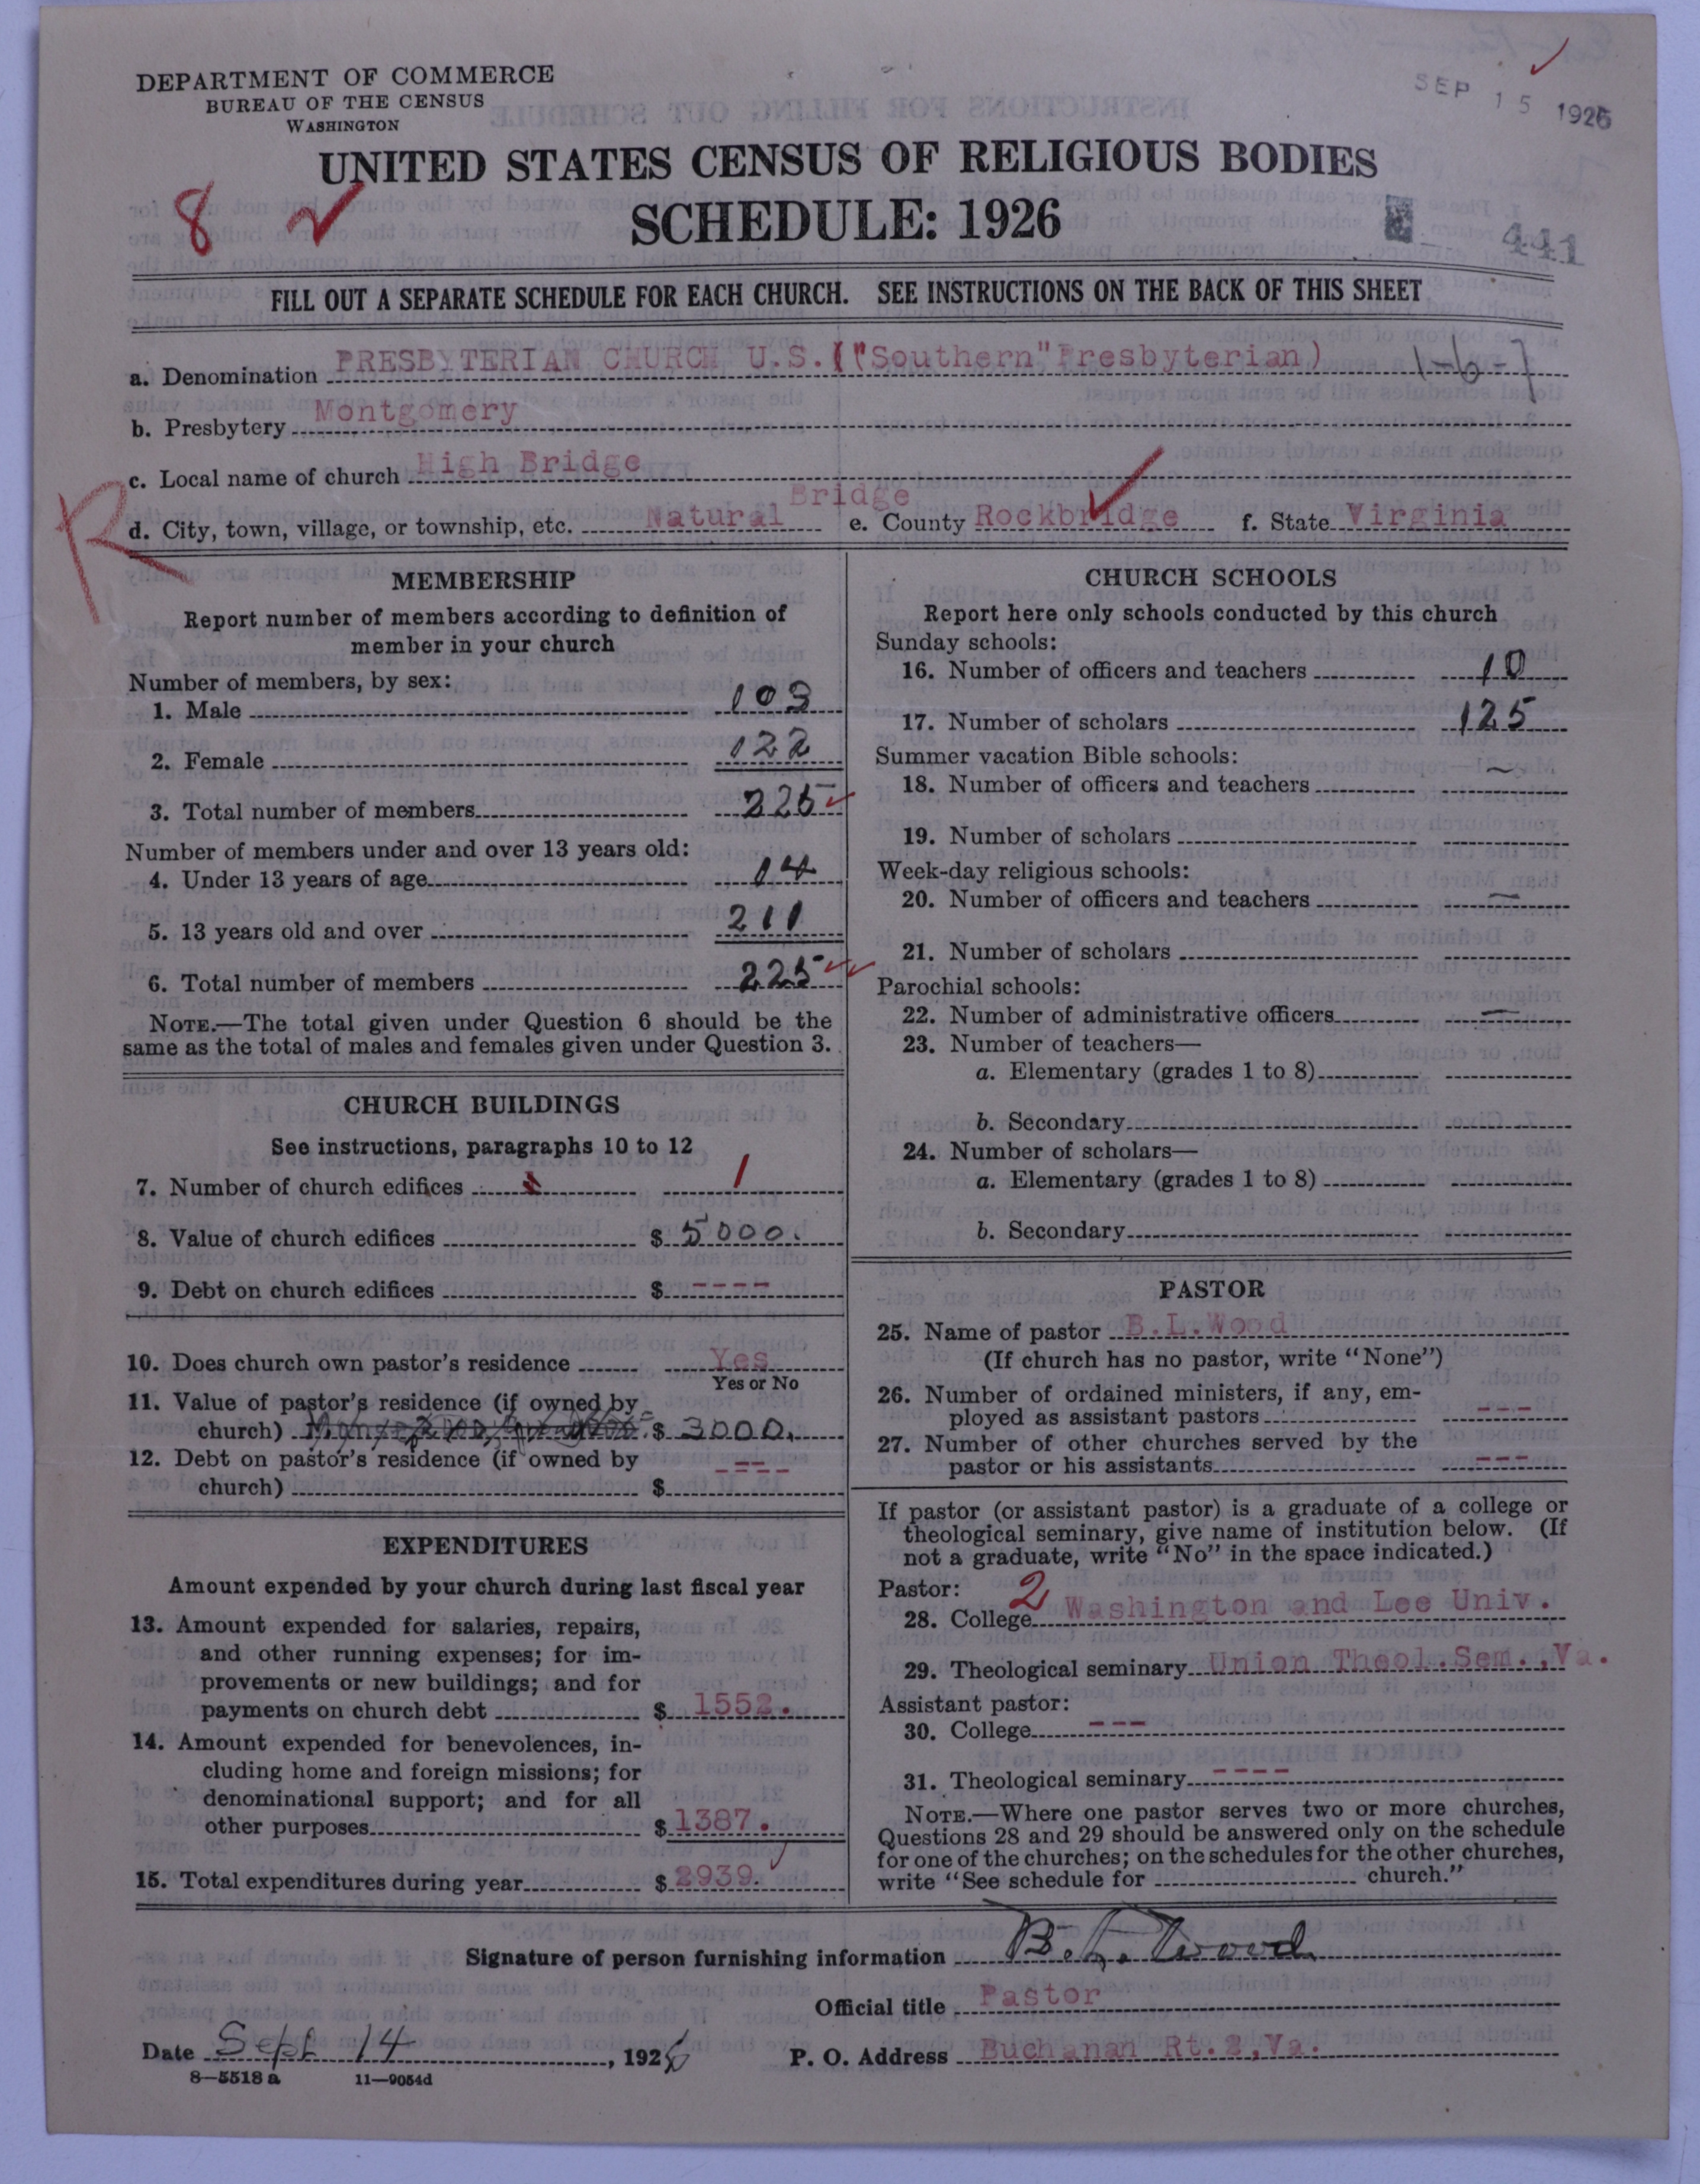 DEPARTMENT OF COMMERCE
BUREAU OF THE CENSUS
WASHINGTON
SEP 15 1926
UNITED STATES CENSUS OF RELIGIOUS BODIES
8
SCHEDULE: 1926
441
FILL OUT A SEPARATE SCHEDULE FOR EACH CHURCH. SEE INSTRUCTIONS ON THE BACK OF THIS SHEET
a. Denomination PRESBYTERIAN CHURCH U.S.("Southern"Presbyterian) 1-6-7
b. Presbytery Montgomery
c. Local name of church High Bridge
R
d. City, town, village, or township, etc. Natural Bridge e. County Rockbridge f. State Virginia
MEMBERSHIP
Report number of members according to definition of
member in your church
Number of members, by sex:
1. Male 103
2. Female 122
3. Total number of members 225
Number of members under and over 13 years old:
4. Under 13 years of age 14
5. 13 years old and over 211
6. Total number of members 225
NOTE.—The total given under Question 6 should be the
same as the total of males and females given under Question 3.
CHURCH BUILDINGS
See instructions, paragraphs 10 to 12
7. Number of church edifices 1
8. Value of church edifices $ 5000.
9. Debt on church edifices $ ----
10. Does church own pastor's residence Yes
Yes or No
11. Value of pastor's residence (if owned by
church) $ 3000.
12. Debt on pastor's residence (if owned by
church) $ ----
EXPENDITURES
Amount expended by your church during last fiscal year
13. Amount expended for salaries, repairs,
and other running expenses; for im-
provements or new buildings; and for
payments on church debt $ 1552.
14. Amount expended for benevolences, in-
cluding home and foreign missions; for
denominational support; and for all
other purposes $ 1387.
15. Total expenditures during year $ 2939.
CHURCH SCHOOLS
Report here only schools conducted by this church
Sunday schools:
16. Number of officers and teachers 10
17. Number of scholars 125
Summer vacation Bible schools:
18. Number of officers and teachers —
19. Number of scholars
Week-day religious schools:
20. Number of officers and teachers —
21. Number of scholars
Parochial schools:
22. Number of administrative officers —
23. Number of teachers—
a. Elementary (grades 1 to 8)
b. Secondary
24. Number of scholars—
a. Elementary (grades 1 to 8)
b. Secondary
PASTOR
25. Name of pastor B.L.Wood
(If church has no pastor, write "None")
26. Number of ordained ministers, if any, em-
ployed as assistant pastors ---
27. Number of other churches served by the
pastor or his assistants ---
If pastor (or assistant pastor) is a graduate of a college or
theological seminary, give name of institution below. (If
not a graduate, write "No" in the space indicated.)
Pastor: 2
28. College Washington and Lee Univ.
29. Theological seminary Union Theol.Sem.,Va.
Assistant pastor:
30. College ---
31. Theological seminary ----
NOTE.—Where one pastor serves two or more churches,
Questions 28 and 29 should be answered only on the schedule
for one of the churches; on the schedules for the other churches,
write "See schedule for church."
Signature of person furnishing information B. L. Wood
Official title Pastor
Date Sept 14, 1926 P. O. Address Buchanan Rt.2,Va.
8—5518 a 11—9054d